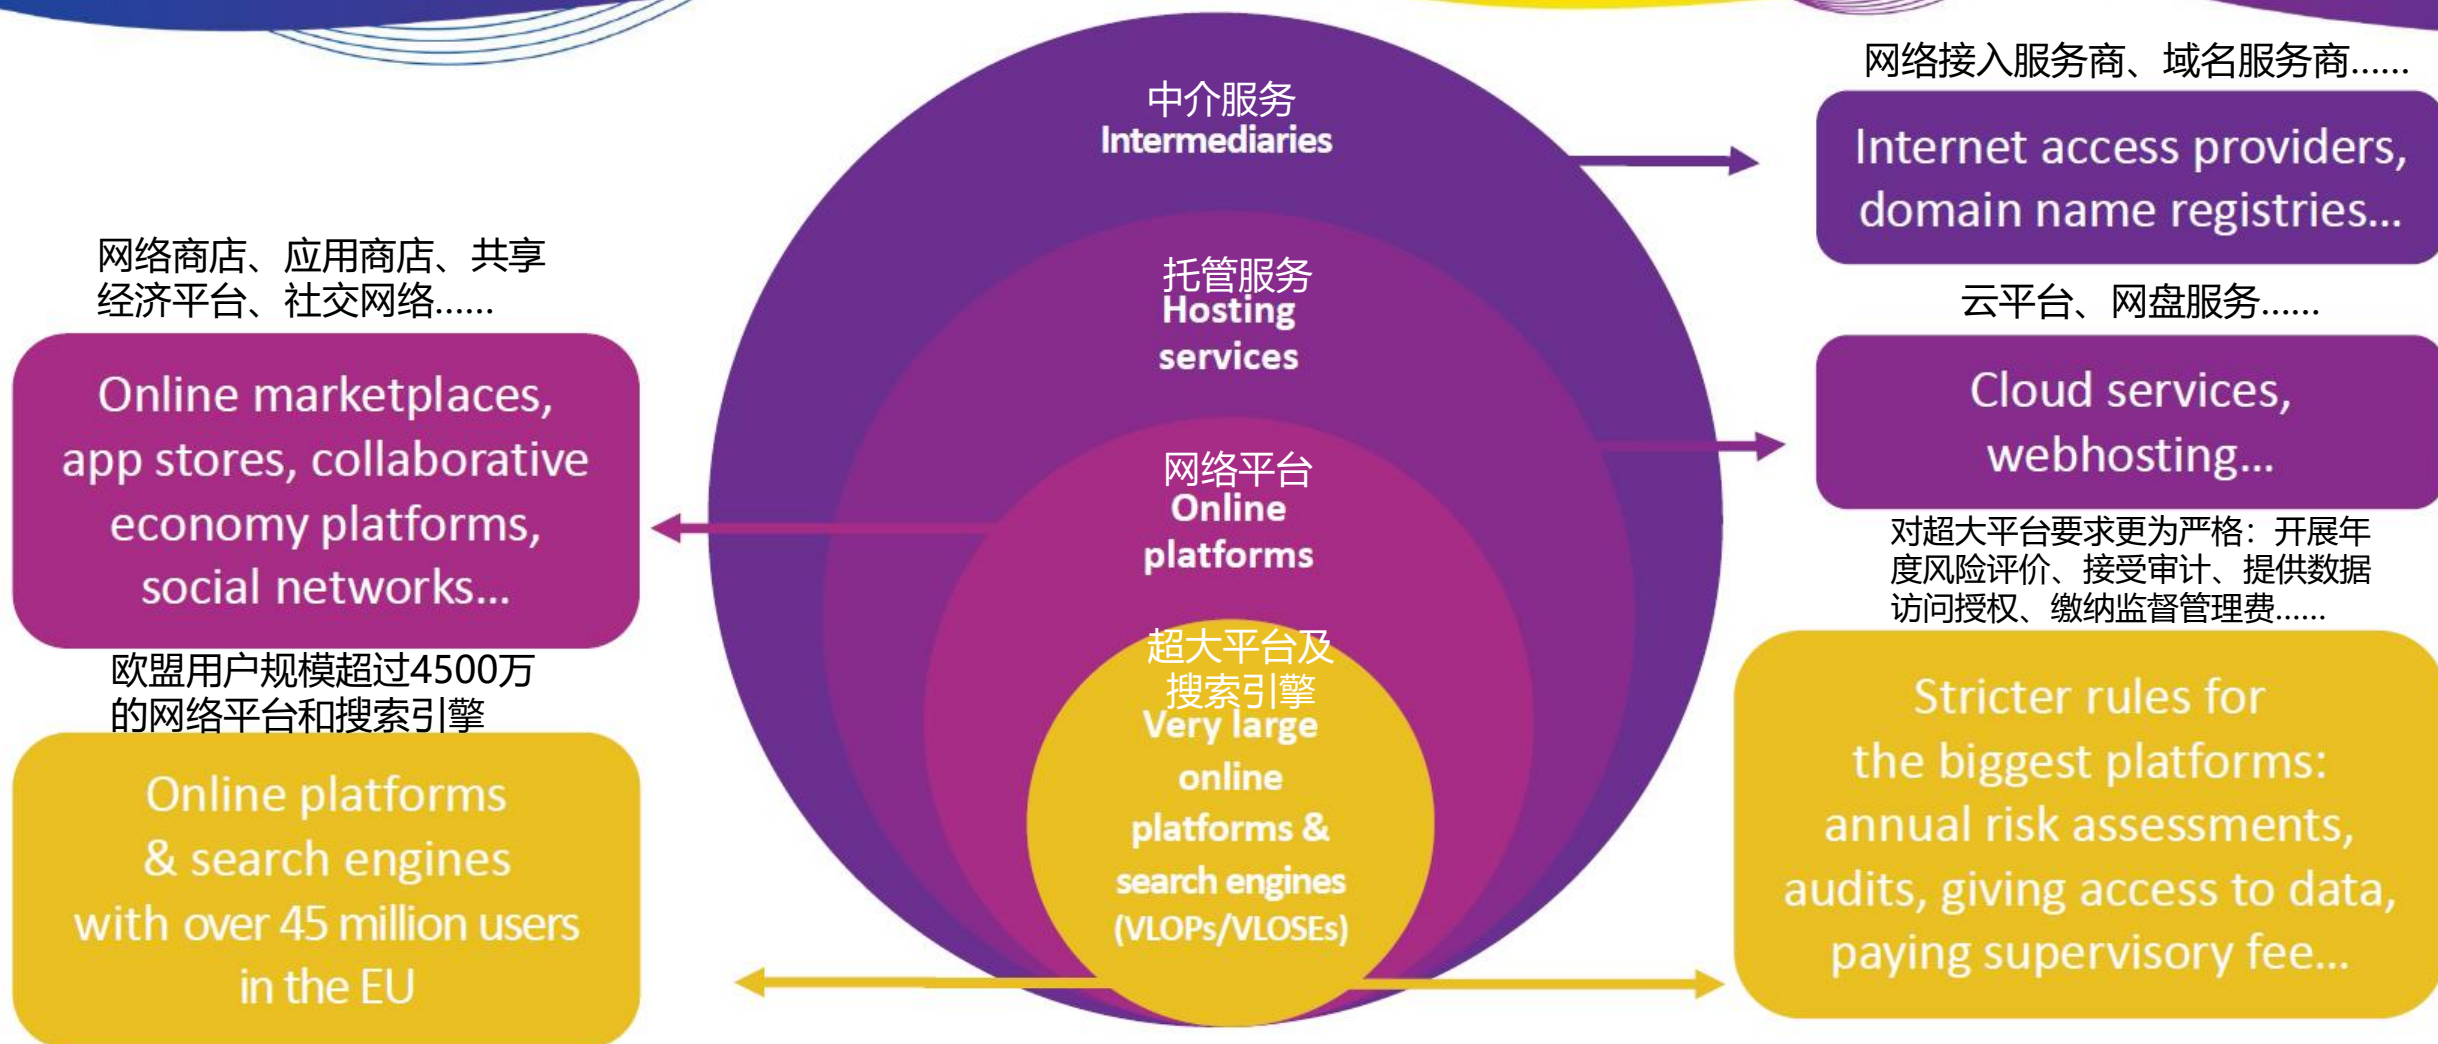 中介服务
Intermediaries
网络接入服务商、域名服务商......
Internet access providers,
domain name registries...
托管服务
Hosting
services
云平台、网盘服务......
Cloud services,
webhosting...
网络商店、应用商店、共享
经济平台、社交网络......
Online marketplaces,
app stores, collaborative
economy platforms,
social networks...
网络平台
Online
platforms
欧盟用户规模超过4500万
的网络平台和搜索引擎
Online platforms
& search engines
with over 45 million users
in the EU
超大平台及
搜索引擎
Very large
online
platforms &
search engines
(VLOPs/VLOSEs)
对超大平台要求更为严格：开展年
度风险评价、接受审计、提供数据
访问授权、缴纳监督管理费......
Stricter rules for
the biggest platforms:
annual risk assessments,
audits, giving access to data,
paying supervisory fee...